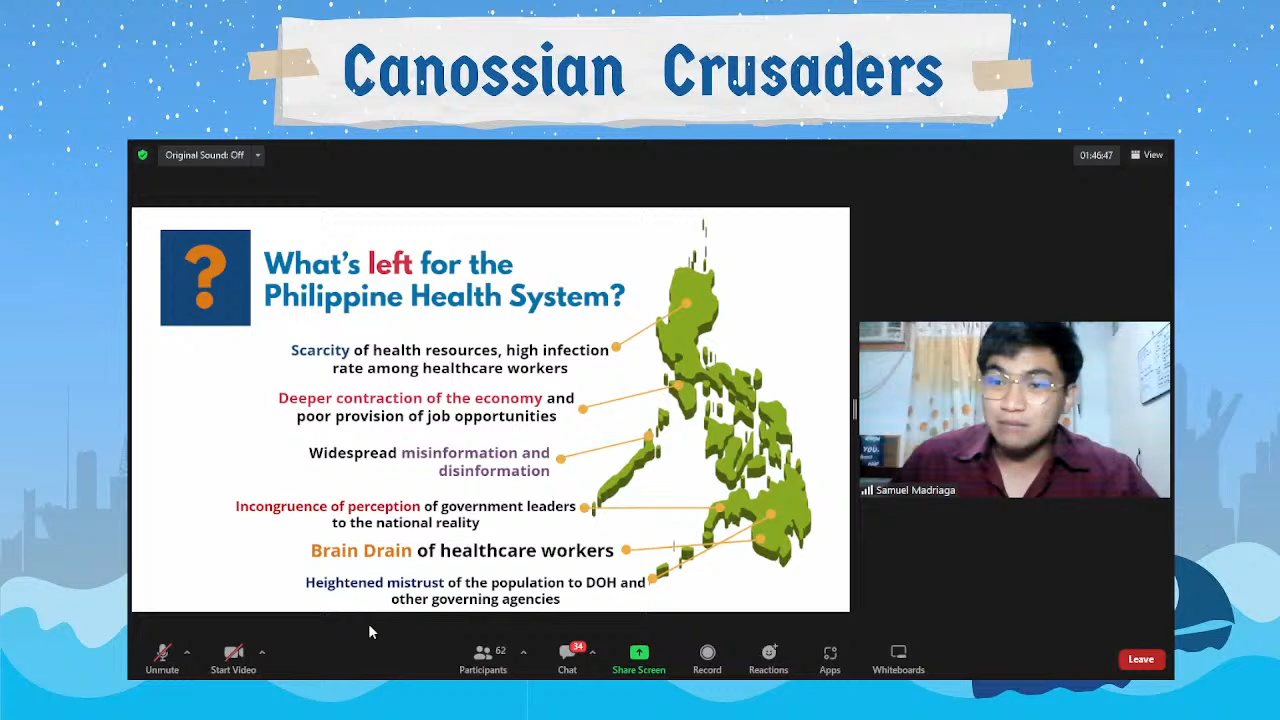 Canossian Crusaders
Original Sound: Off
01:46:47
View
What's left for the
Philippine Health System?
Scarcity of health resources, high infection
rate among healthcare workers
Deeper contraction of the economy and
poor provision of job opportunities
Widespread misinformation and
disinformation
Incongruence of perception of government leaders
to the national reality
Brain Drain of healthcare workers
Heightened mistrust of the population to DOH and
other governing agencies
YOU.
Samuel Madriaga
Unmute
Start Video
62
Participants
34
Chat
Share Screen
Record
Reactions
Apps
Whiteboards
Leave